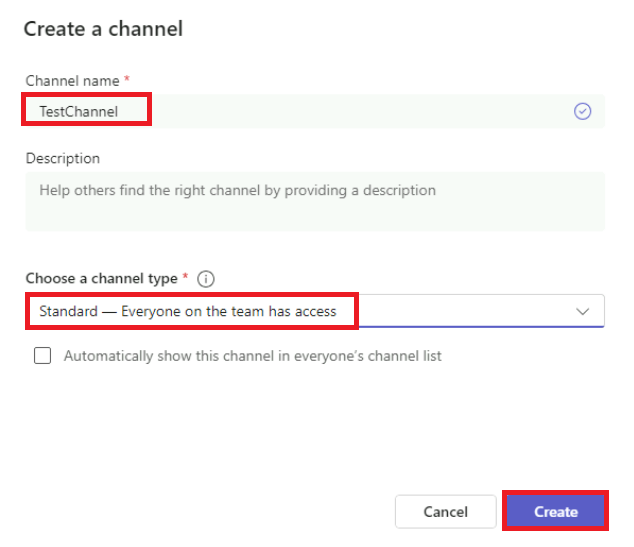 Create a channel
Channel name *
TestChannel
Description
Help others find the right channel by providing a description
Choose a channel type *
Standard — Everyone on the team has access
Automatically show this channel in everyone's channel list
Cancel
Create